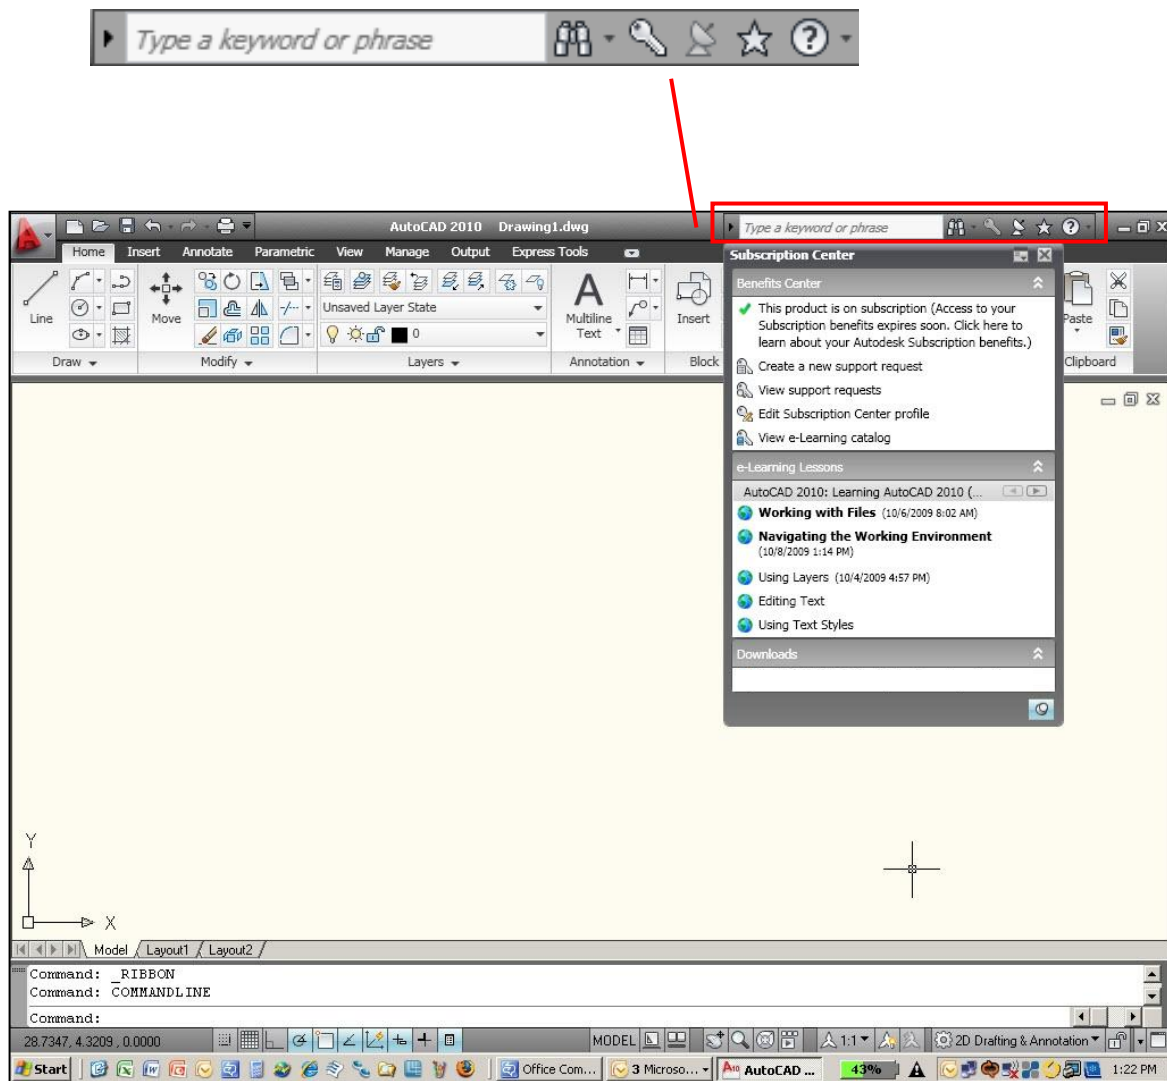 Type a keyword or phrase
AutoCAD 2010 Drawing1.dwg
Type a keyword or phrase
Home Insert Annotate Parametric View Manage Output Express Tools
Subscription Center
Benefits Center
This product is on subscription (Access to your
Subscription benefits expires soon. Click here to
learn about your Autodesk Subscription benefits.)
Create a new support request
View support requests
Edit Subscription Center profile
View e-Learning catalog
e-Learning Lessons
AutoCAD 2010: Learning AutoCAD 2010 (...
Working with Files (10/6/2009 8:02 AM)
Navigating the Working Environment
(10/8/2009 1:14 PM)
Using Layers (10/4/2009 4:57 PM)
Editing Text
Using Text Styles
Downloads
Line
Move
Unsaved Layer State
0
A
Multiline
Text
Insert
Paste
Draw Modify Layers Annotation Block Clipboard
Y
X
Model Layout1 Layout2
Command: _RIBBON
Command: COMMANDLINE
Command:
28.7347, 4.3209 , 0.0000 MODEL 1:1 2D Drafting & Annotation
Start Office Com... 3 Microso... AutoCAD ... 43% 1:22 PM